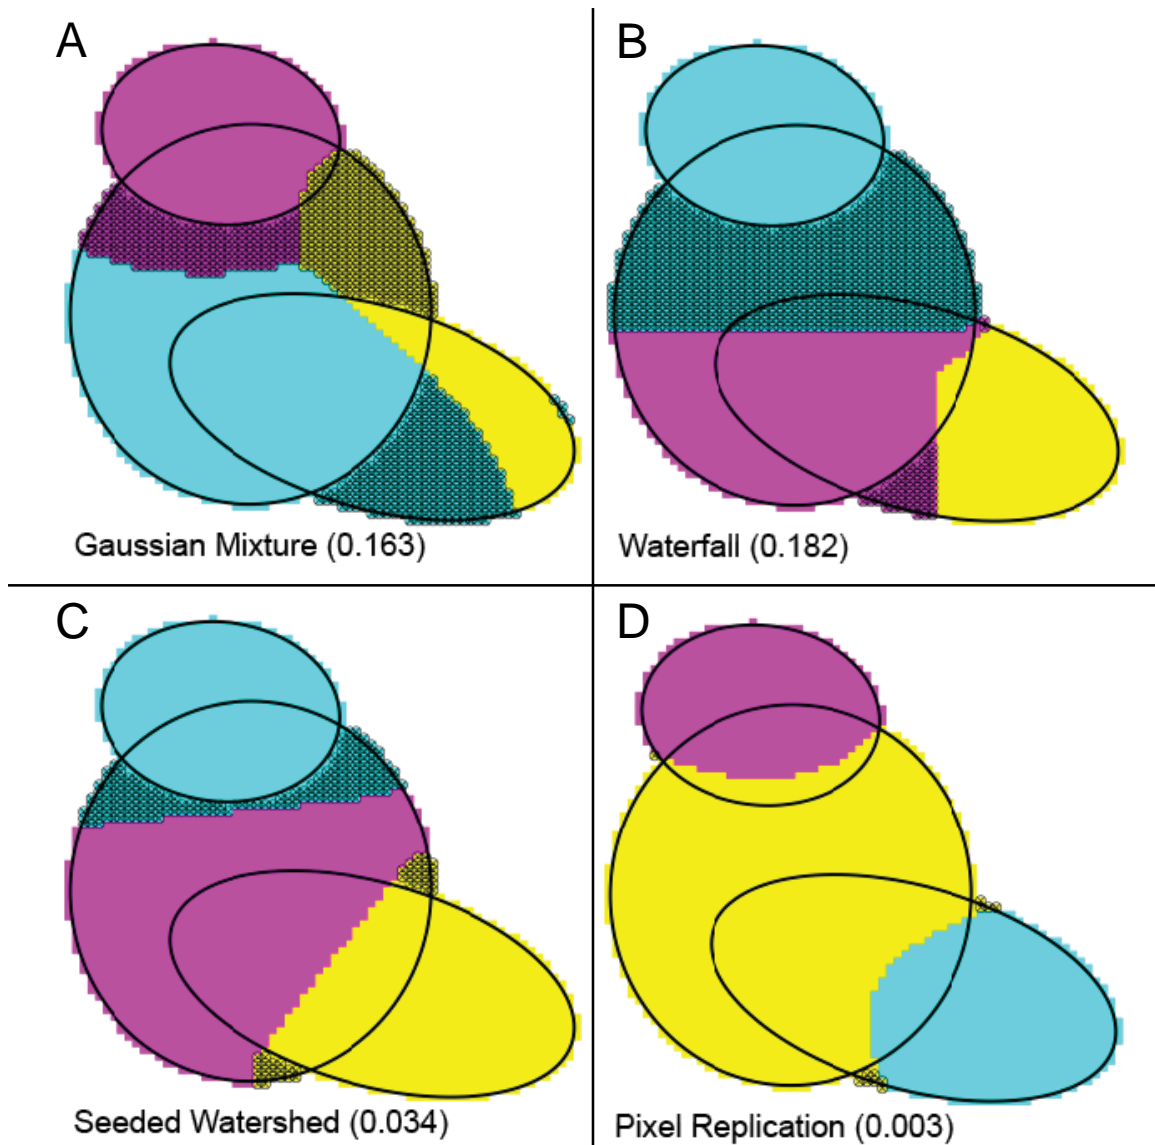 A
B
Gaussian Mixture (0.163)
Waterfall (0.182)
C
D
Seeded Watershed (0.034)
Pixel Replication (0.003)